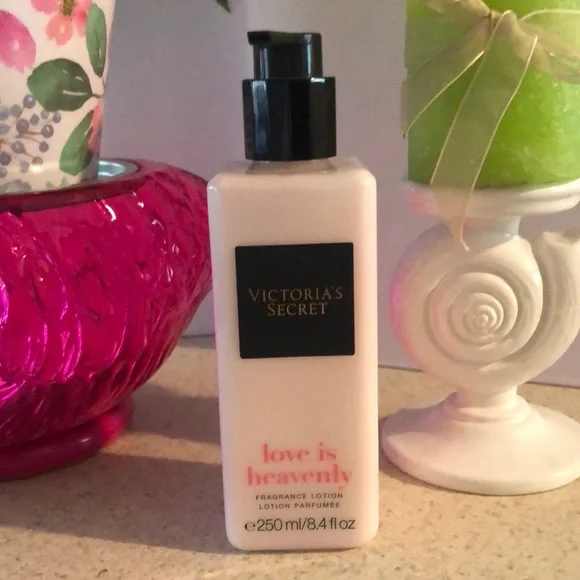 VICTORIA'S
SECRET
love is
heavenly
FRAGRANCE LOTION
LOTION PARFUMÉE
℮250 ml/8.4 fl oz